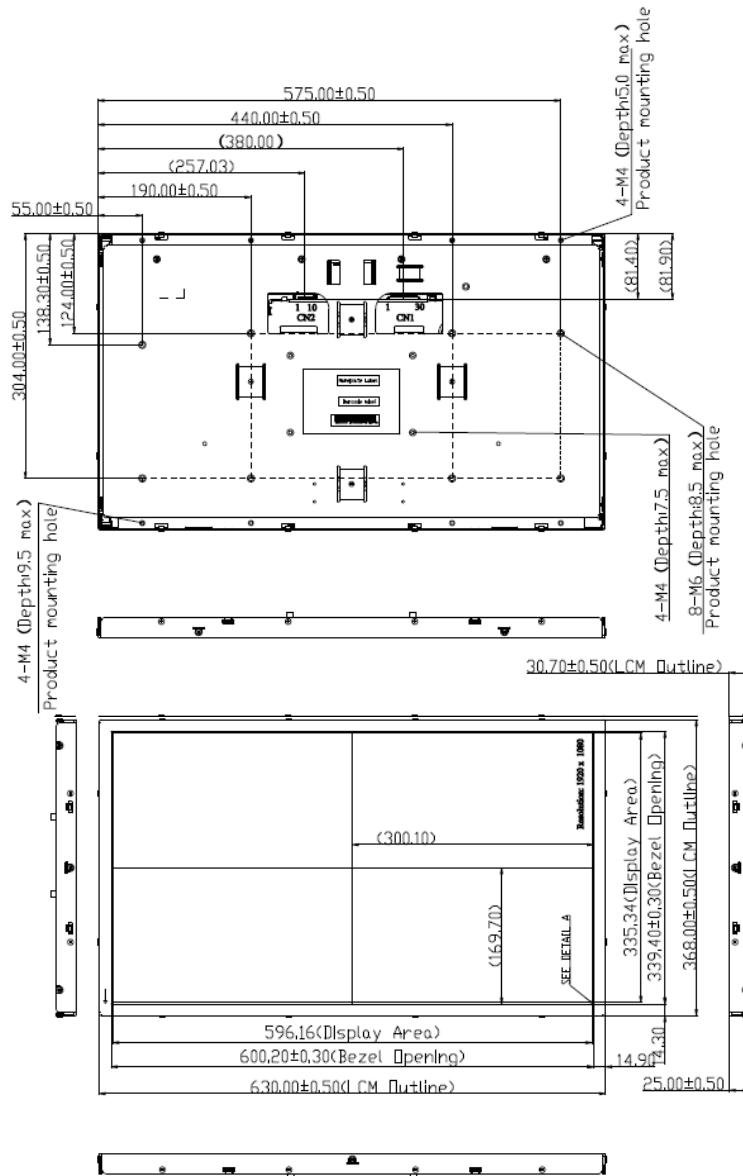 575.00±0.50
440.00±0.50
(380.00)
(257.03)
190.00±0.50
55.00±0.50
4-M4 (Depth:5.0 max)
Product mounting hole
304.00±0.50
138.30±0.50
124.00±0.50
(81.40)
(81.90)
1 10
CN2
1 30
CN1
Barcode Label
4-M4 (Depth:9.5 max)
Product mounting hole
4-M4 (Depth:7.5 max)
8-M6 (Depth:8.5 max)
Product mounting hole
30.70±0.50(LCM Outline)
Resolution: 1920 x 1080
(300.10)
(169.70)
SEE DETAIL A
335.34(Display Area)
339.40±0.30(Bezel Opening)
368.00±0.50(LCM Outline)
596.16(Display Area)
600.20±0.30(Bezel Opening)
630.00±0.50(LCM Outline)
14.90
14.30
25.00±0.50